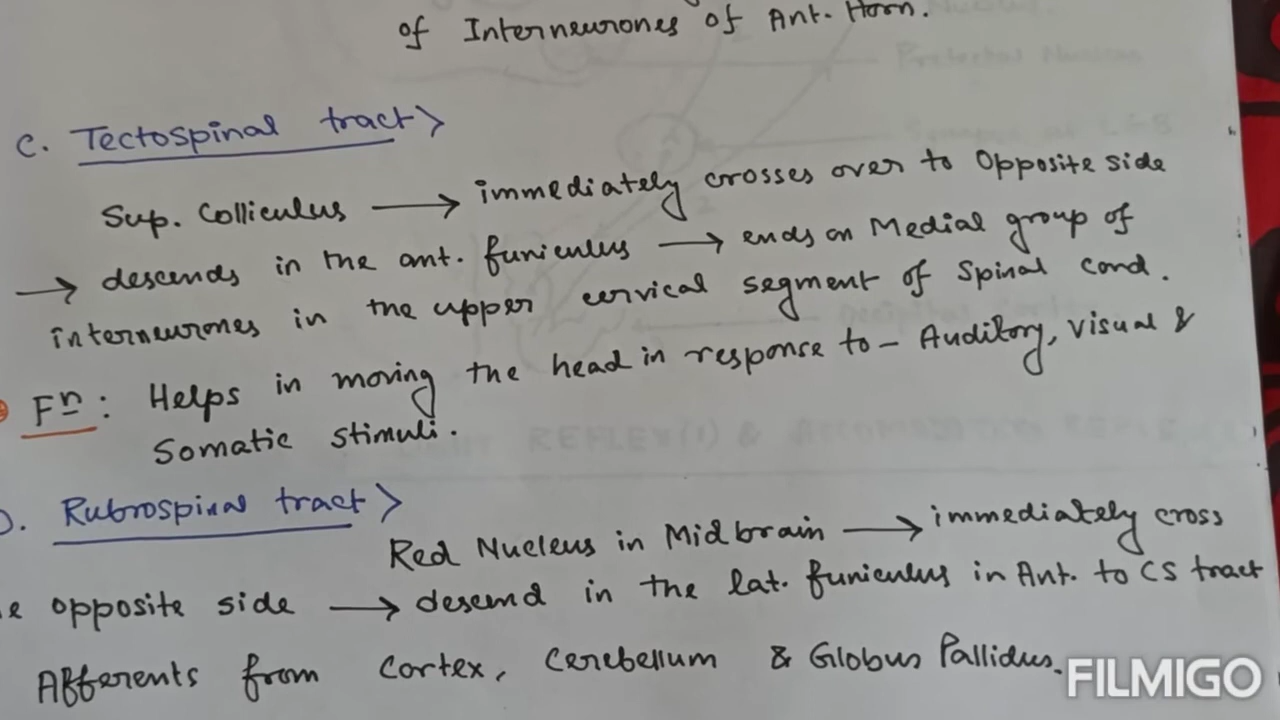 of Interneurones of Ant. Horn.
C. Tectospinal tract >
Sup. Colliculus → immediately crosses over to Opposite side
→ descends in the ant. funiculus → ends on Medial group of
interneurones in the upper cervical segment of Spinal Cord.
Fn: Helps in moving the head in response to - Auditory, Visual &
Somatic stimuli.
D. Rubrospinal tract >
Red Nucleus in Midbrain → immediately cross
opposite side → descend in the lat. funiculus in Ant. to CS tract
Afferents from Cortex, Cerebellum & Globus Pallidus.
FILMIGO